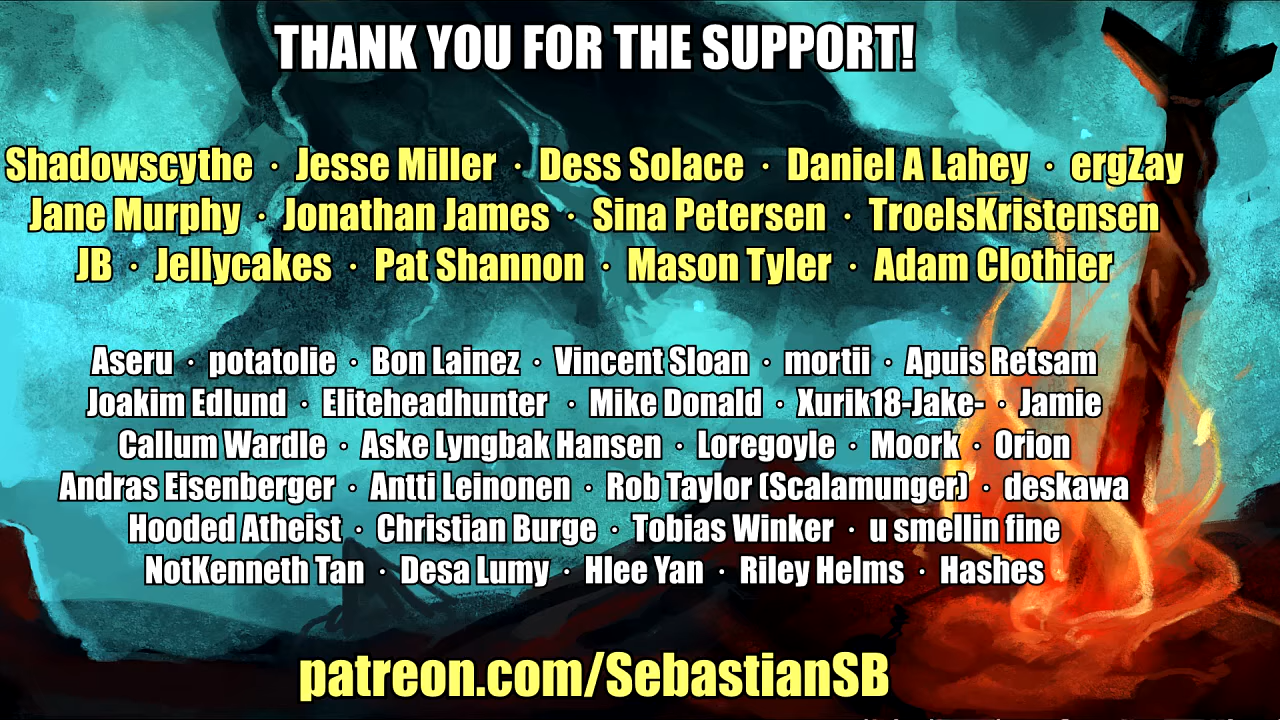 THANK YOU FOR THE SUPPORT!
Shadowscythe · Jesse Miller · Dess Solace · Daniel A Lahey · ergZay
Jane Murphy · Jonathan James · Sina Petersen · TroelsKristensen
JB · Jellycakes · Pat Shannon · Mason Tyler · Adam Clothier
Aseru · potatolie · Bon Lainez · Vincent Sloan · mortii · Apuis Retsam
Joakim Edlund · Eliteheadhunter · Mike Donald · Xurik18-Jake- · Jamie
Callum Wardle · Aske Lyngbak Hansen · Loregoyle · Moork · Orion
Andras Eisenberger · Antti Leinonen · Rob Taylor (Scalamunger) · deskawa
Hooded Atheist · Christian Burge · Tobias Winker · u smellin fine
NotKenneth Tan · Desa Lumy · Hlee Yan · Riley Helms · Hashes
patreon.com/SebastianSB